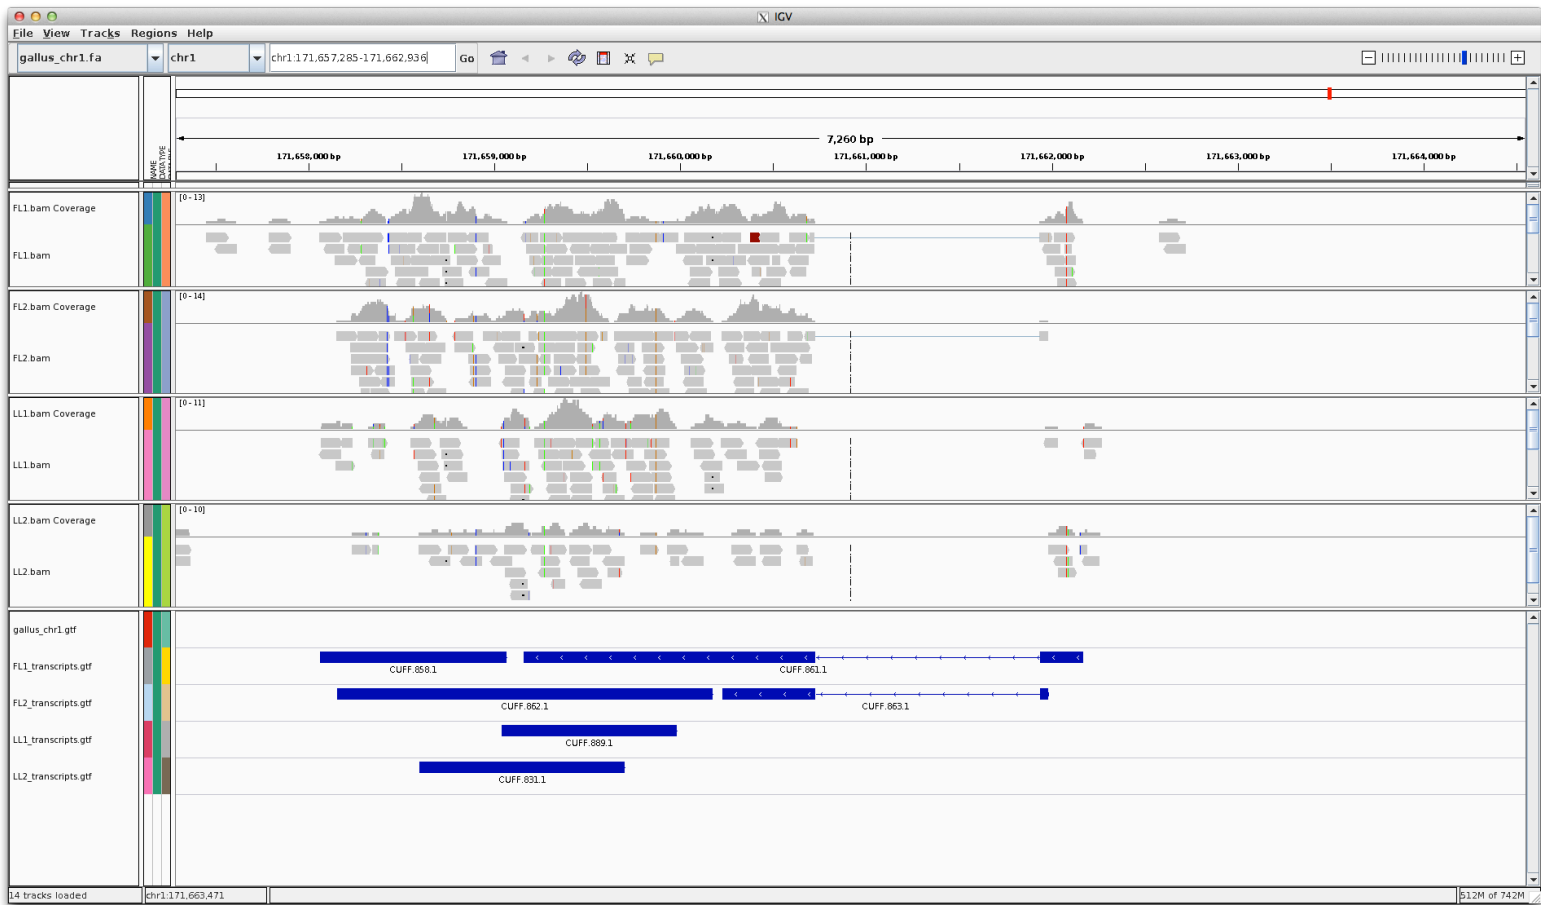 IGV
File View Tracks Regions Help
gallus_chr1.fa chr1 chr1:171,657,285-171,662,936 Go
NAME
DATA TYPE
7,260 bp
171,658,000 bp 171,659,000 bp 171,660,000 bp 171,661,000 bp 171,662,000 bp 171,663,000 bp 171,664,000 bp
[0 - 13]
FL1.bam Coverage
FL1.bam
[0 - 14]
FL2.bam Coverage
FL2.bam
[0 - 11]
LL1.bam Coverage
LL1.bam
[0 - 10]
LL2.bam Coverage
LL2.bam
gallus_chr1.gtf
FL1_transcripts.gtf
CUFF.858.1 CUFF.861.1
FL2_transcripts.gtf
CUFF.862.1 CUFF.863.1
LL1_transcripts.gtf
CUFF.889.1
LL2_transcripts.gtf
CUFF.831.1
14 tracks loaded chr1:171,663,471 512M of 742M